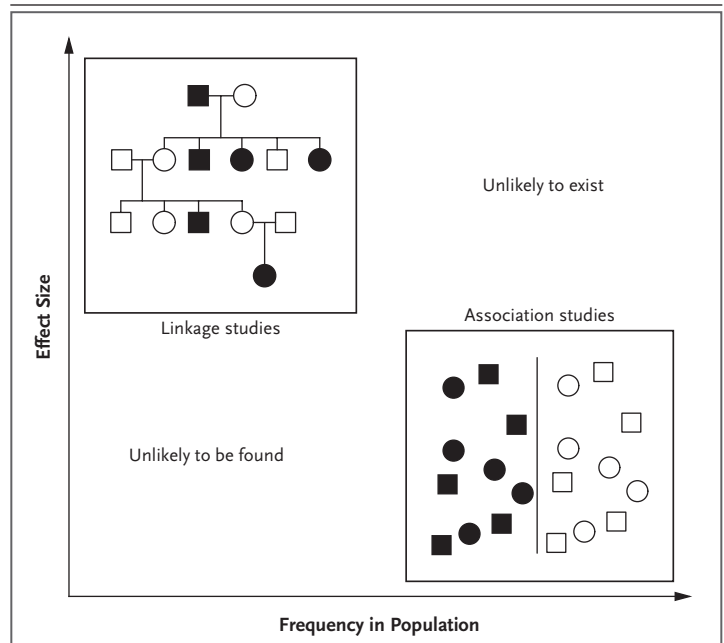 Unlikely to exist
Linkage studies
Association studies
Effect Size
Unlikely to be found
Frequency in Population